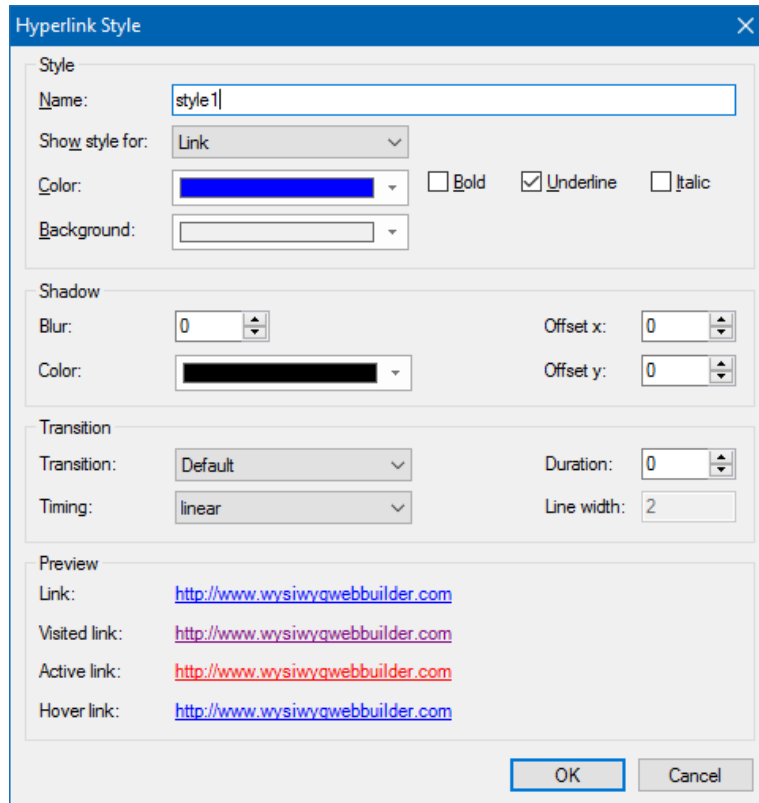 Hyperlink Style
Style
Name: style1
Show style for: Link
Color: Bold Underline Italic
Background:
Shadow
Blur: 0 Offset x: 0
Color: Offset y: 0
Transition
Transition: Default Duration: 0
Timing: linear Line width: 2
Preview
Link: http://www.wysiwygwebbuilder.com
Visited link: http://www.wysiwygwebbuilder.com
Active link: http://www.wysiwygwebbuilder.com
Hover link: http://www.wysiwygwebbuilder.com
OK Cancel